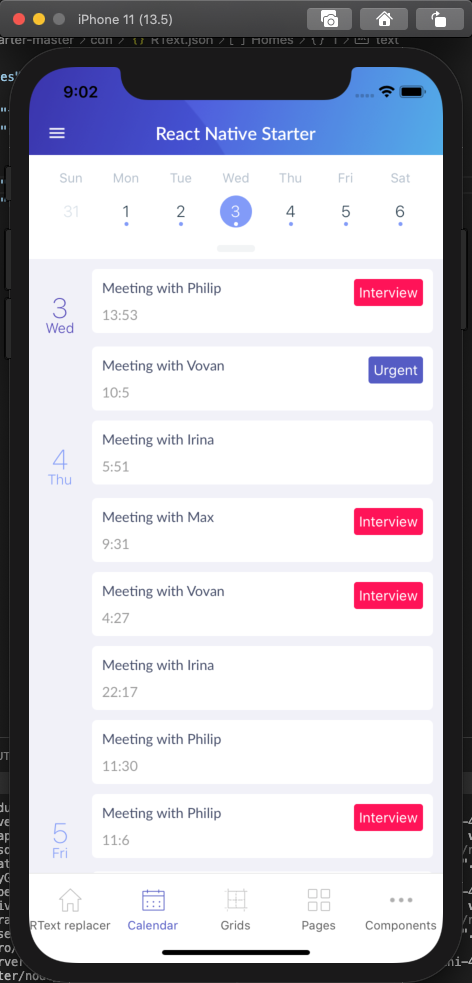 iPhone 11 (13.5)
RText.json
Homes
text
9:02
React Native Starter
Sun Mon Tue Wed Thu Fri Sat
31 1 2 3 4 5 6
3
Wed
Meeting with Philip
Interview
13:53
Meeting with Vovan
Urgent
10:5
4
Thu
Meeting with Irina
5:51
Meeting with Max
Interview
9:31
Meeting with Vovan
Interview
4:27
Meeting with Irina
22:17
Meeting with Philip
11:30
5
Fri
Meeting with Philip
Interview
11:6
RText replacer Calendar Grids Pages Components